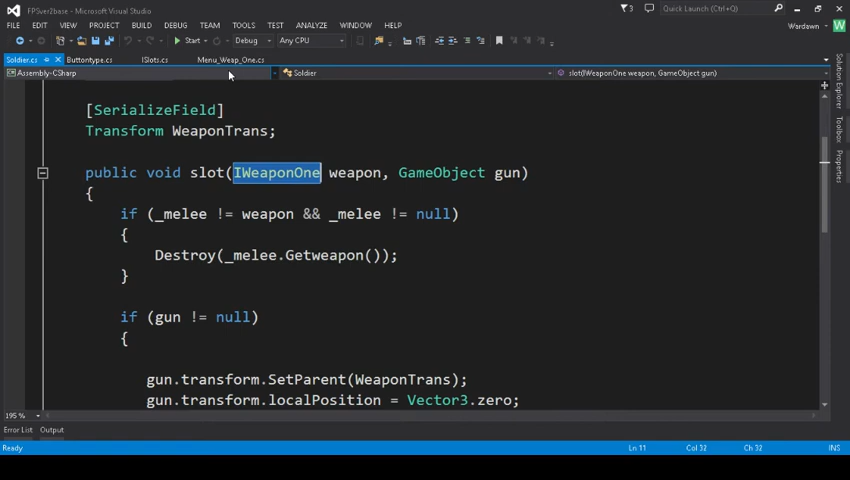 FPSver2base - Microsoft Visual Studio
3
Quick Launch (Ctrl+Q)
FILE EDIT VIEW PROJECT BUILD DEBUG TEAM TOOLS TEST ANALYZE WINDOW HELP
Wardawn W
Start Debug Any CPU
Soldier.cs Buttontype.cs ISlots.cs Menu_Weap_One.cs
Assembly-CSharp Soldier slot(IWeaponOne weapon, GameObject gun)
[SerializeField]
Transform WeaponTrans;
public void slot(IWeaponOne weapon, GameObject gun)
{
if (_melee != weapon && _melee != null)
{
Destroy(_melee.Getweapon());
}
if (gun != null)
{
gun.transform.SetParent(WeaponTrans);
gun.transform.localPosition = Vector3.zero;
195 %
Error List Output
Ready Ln 11 Col 32 Ch 32 INS
Solution Explorer
Toolbox
Properties